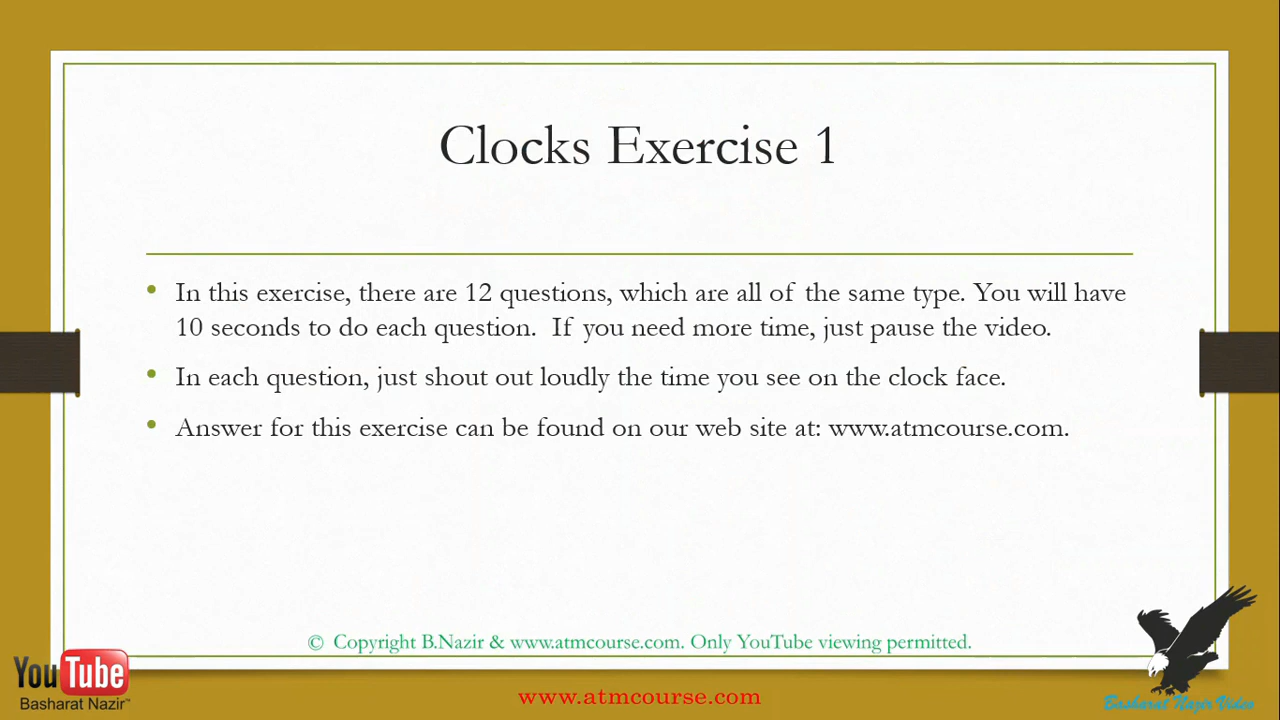 Clocks Exercise 1
• In this exercise, there are 12 questions, which are all of the same type. You will have
10 seconds to do each question.  If you need more time, just pause the video.
• In each question, just shout out loudly the time you see on the clock face.
• Answer for this exercise can be found on our web site at: www.atmcourse.com.
© Copyright B.Nazir & www.atmcourse.com. Only YouTube viewing permitted.
YouTube
Basharat Nazir™
www.atmcourse.com
Basharat Nazir Video